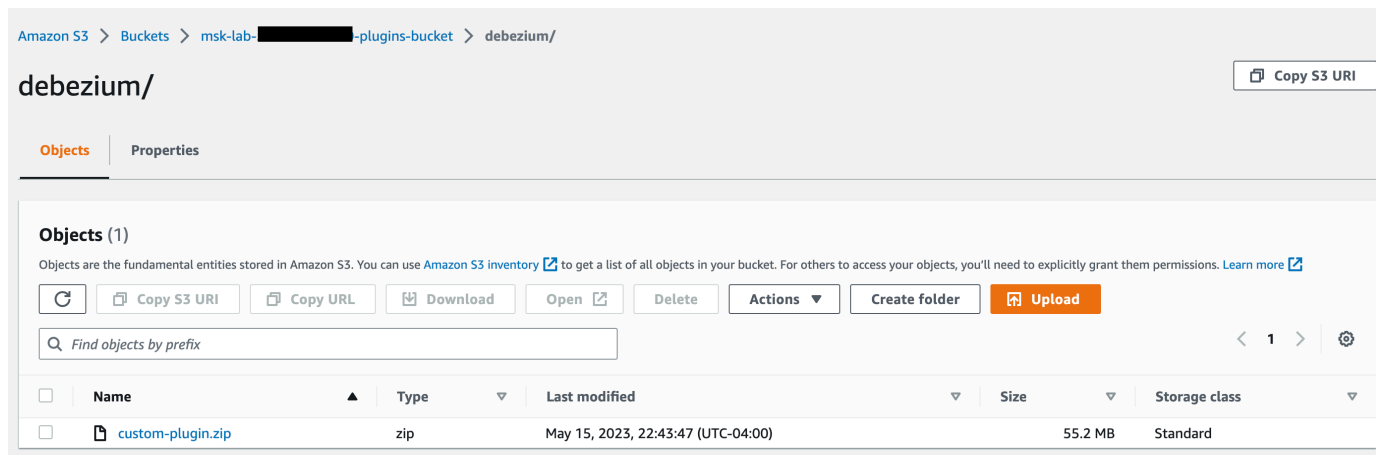 Amazon S3 > Buckets > msk-lab- -plugins-bucket > debezium/
debezium/
Copy S3 URI
Objects Properties
Objects (1)
Objects are the fundamental entities stored in Amazon S3. You can use Amazon S3 inventory to get a list of all objects in your bucket. For others to access your objects, you'll need to explicitly grant them permissions. Learn more
Copy S3 URI Copy URL Download Open Delete Actions Create folder Upload
Find objects by prefix
1
Name Type Last modified Size Storage class
custom-plugin.zip zip May 15, 2023, 22:43:47 (UTC-04:00) 55.2 MB Standard